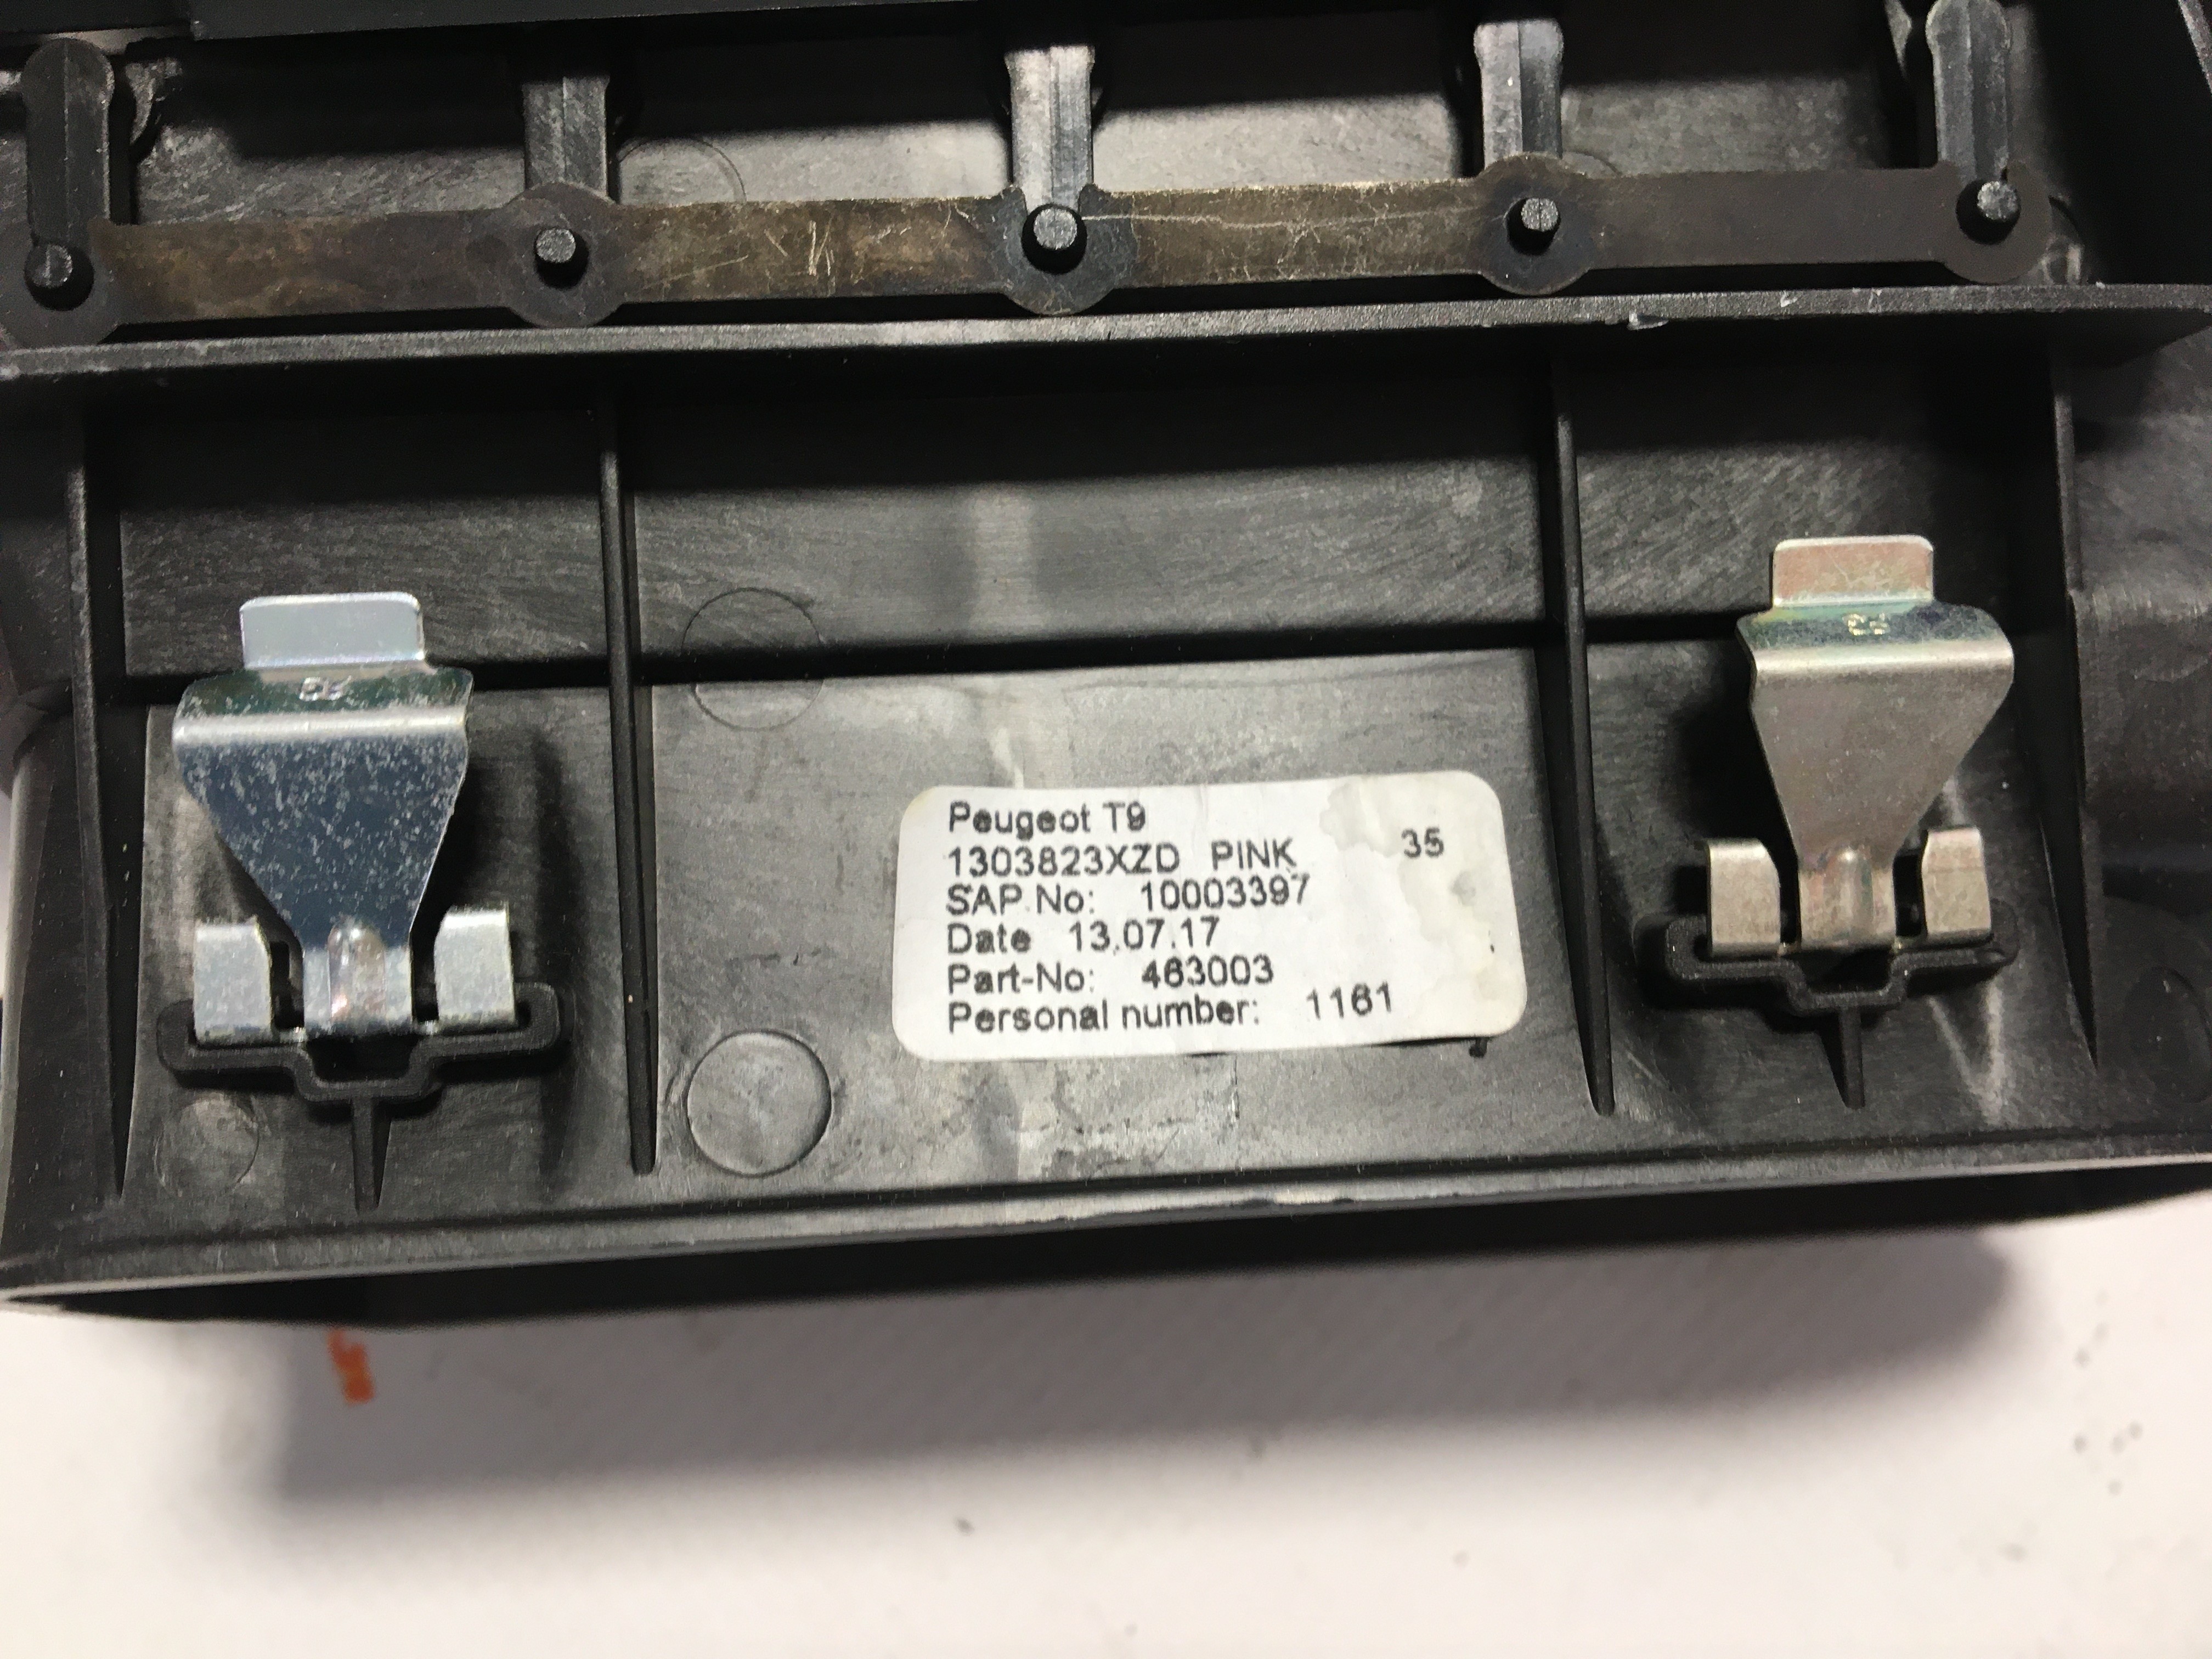 Peugeot T9
1303823XZD PINK 35
SAP No: 10003397
Date 13.07.17
Part-No: 463003
Personal number: 1161